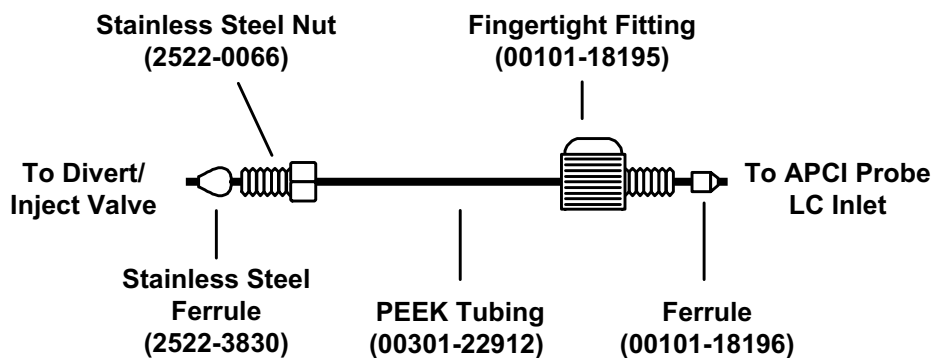 Stainless Steel Nut
(2522-0066)
Fingertight Fitting
(00101-18195)
To Divert/
Inject Valve
To APCI Probe
LC Inlet
Stainless Steel
Ferrule
(2522-3830)
PEEK Tubing
(00301-22912)
Ferrule
(00101-18196)